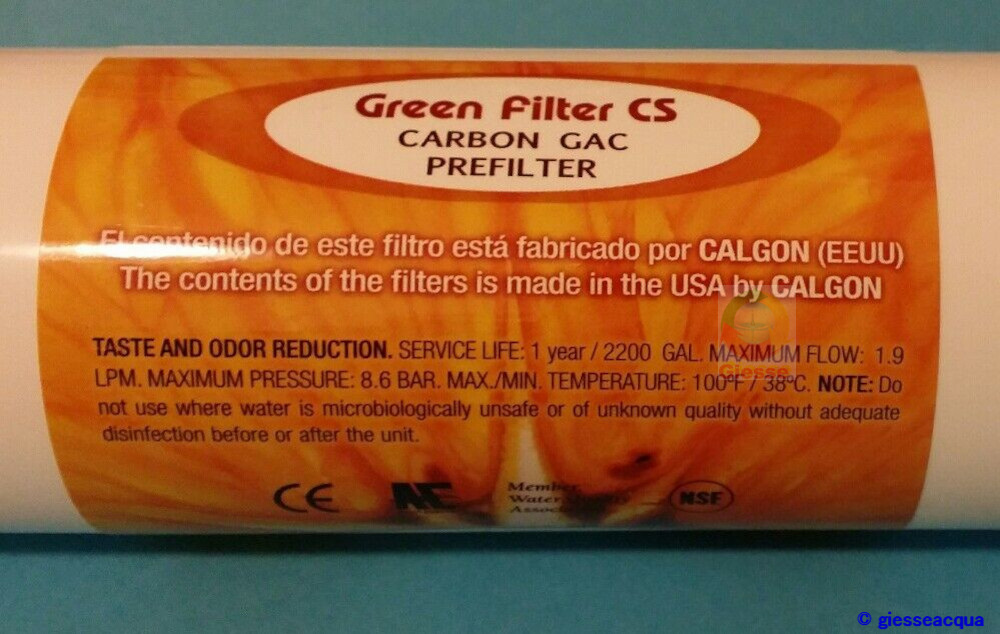 Green Filter CS
CARBON GAC
PREFILTER
El contenido de este filtro está fabricado por CALGON (EEUU)
The contents of the filters is made in the USA by CALGON
TASTE AND ODOR REDUCTION. SERVICE LIFE: 1 year / 2200 GAL. MAXIMUM FLOW: 1.9
LPM. MAXIMUM PRESSURE: 8.6 BAR. MAX./MIN. TEMPERATURE: 100ºF / 38ºC. NOTE: Do
not use where water is microbiologically unsafe or of unknown quality without adequate
disinfection before or after the unit.
Giesse
CE
Member
Water
NSF
© giesseacqua